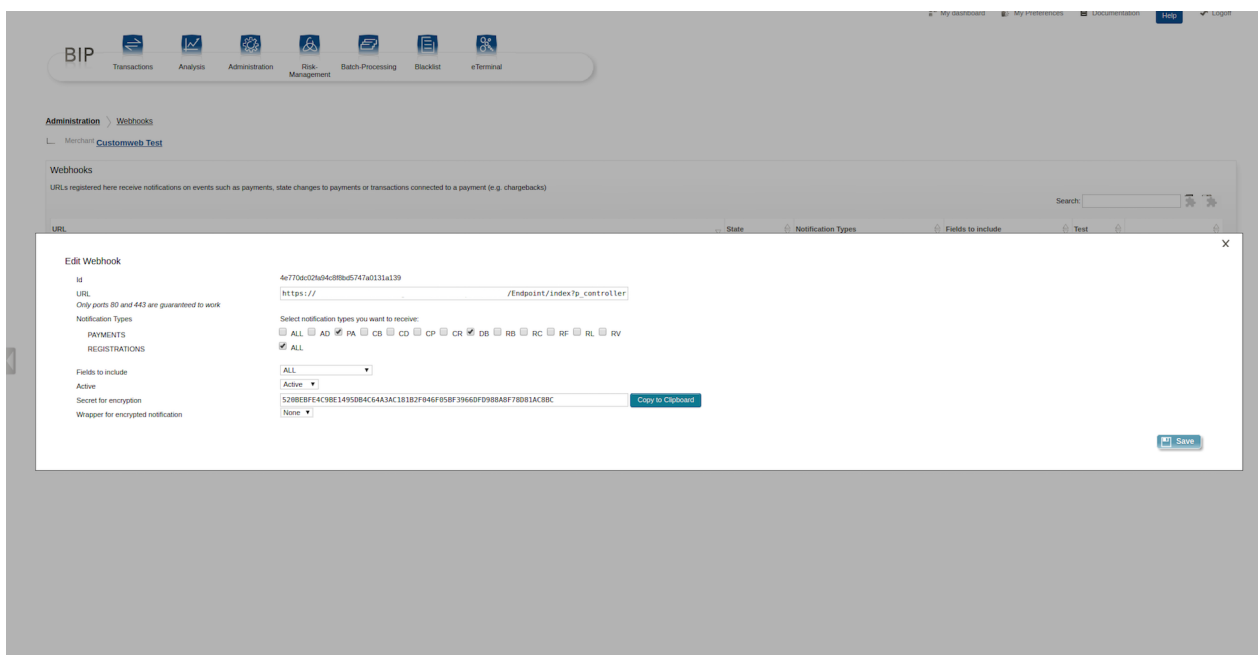 My dashboard My Preferences Documentation Help Logoff
BIP
Transactions Analysis Administration Risk-Management Batch-Processing Blacklist eTerminal
Administration Webhooks
Merchant Customweb Test
Webhooks
URLs registered here receive notifications on events such as payments, state changes to payments or transactions connected to a payment (e.g. chargebacks)
Search:
URL State Notification Types Fields to include Test
X
Edit Webhook
Id 4e770dc02fa94c8f8bd5747a0131a139
URL https:// /Endpoint/index?p_controller
Only ports 80 and 443 are guaranteed to work
Notification Types Select notification types you want to receive:
PAYMENTS ALL AD PA CB CD CP CR DB RB RC RF RL RV
REGISTRATIONS ALL
Fields to include ALL
Active Active
Secret for encryption 520BEBFE4C9BE1495DB4C64A3AC181B2F046F05BF3966DFD988A8F78D81AC8BC Copy to Clipboard
Wrapper for encrypted notification None
Save